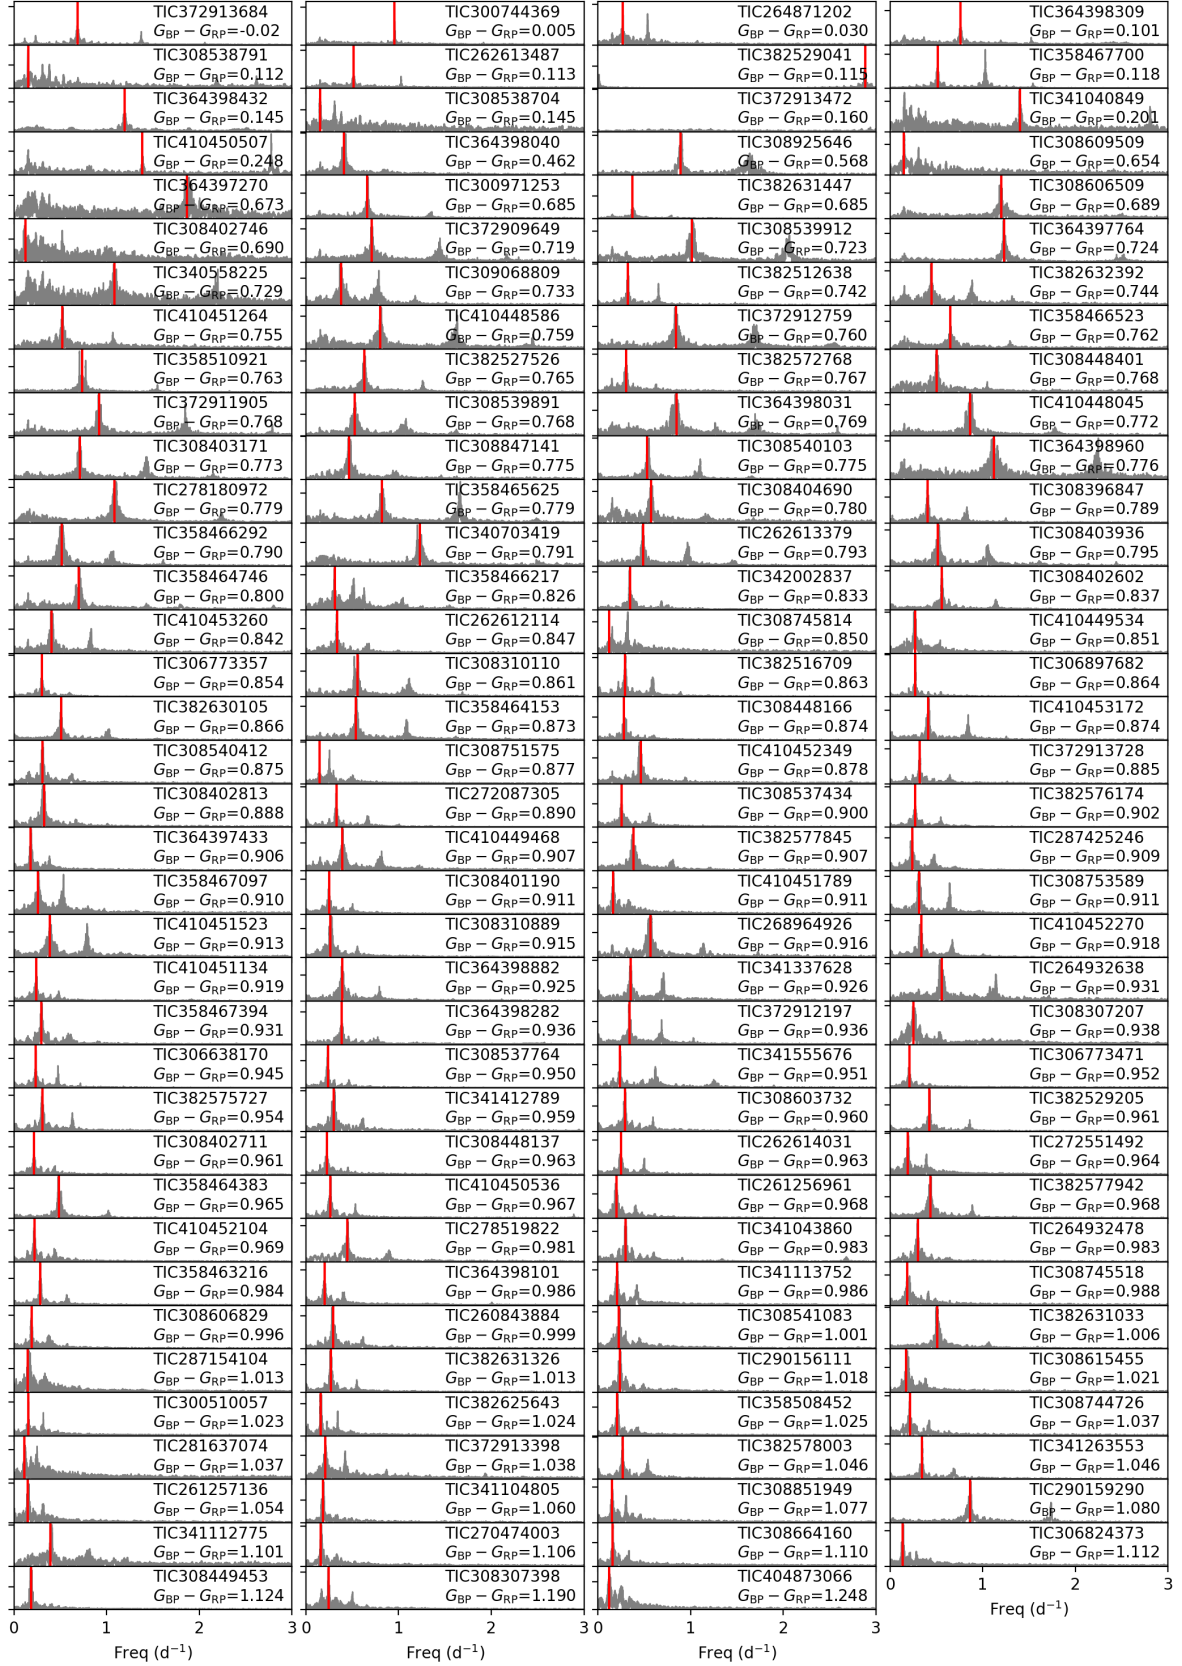 TIC372913684
G_BP − G_RP=-0.02
TIC300744369
G_BP − G_RP=0.005
TIC264871202
G_BP − G_RP=0.030
TIC364398309
G_BP − G_RP=0.101
TIC308538791
G_BP − G_RP=0.112
TIC262613487
G_BP − G_RP=0.113
TIC382529041
G_BP − G_RP=0.115
TIC358467700
G_BP − G_RP=0.118
TIC364398432
G_BP − G_RP=0.145
TIC308538704
G_BP − G_RP=0.145
TIC372913472
G_BP − G_RP=0.160
TIC341040849
G_BP − G_RP=0.201
TIC410450507
G_BP − G_RP=0.248
TIC364398040
G_BP − G_RP=0.462
TIC308925646
G_BP − G_RP=0.568
TIC308609509
G_BP − G_RP=0.654
TIC364397270
G_BP − G_RP=0.673
TIC300971253
G_BP − G_RP=0.685
TIC382631447
G_BP − G_RP=0.685
TIC308606509
G_BP − G_RP=0.689
TIC308402746
G_BP − G_RP=0.690
TIC372909649
G_BP − G_RP=0.719
TIC308539912
G_BP − G_RP=0.723
TIC364397764
G_BP − G_RP=0.724
TIC340558225
G_BP − G_RP=0.729
TIC309068809
G_BP − G_RP=0.733
TIC382512638
G_BP − G_RP=0.742
TIC382632392
G_BP − G_RP=0.744
TIC410451264
G_BP − G_RP=0.755
TIC410448586
G_BP − G_RP=0.759
TIC372912759
G_BP − G_RP=0.760
TIC358466523
G_BP − G_RP=0.762
TIC358510921
G_BP − G_RP=0.763
TIC382527526
G_BP − G_RP=0.765
TIC382572768
G_BP − G_RP=0.767
TIC308448401
G_BP − G_RP=0.768
TIC372911905
G_BP − G_RP=0.768
TIC308539891
G_BP − G_RP=0.768
TIC364398031
G_BP − G_RP=0.769
TIC410448045
G_BP − G_RP=0.772
TIC308403171
G_BP − G_RP=0.773
TIC308847141
G_BP − G_RP=0.775
TIC308540103
G_BP − G_RP=0.775
TIC364398960
G_BP − G_RP=0.776
TIC278180972
G_BP − G_RP=0.779
TIC358465625
G_BP − G_RP=0.779
TIC308404690
G_BP − G_RP=0.780
TIC308396847
G_BP − G_RP=0.789
TIC358466292
G_BP − G_RP=0.790
TIC340703419
G_BP − G_RP=0.791
TIC262613379
G_BP − G_RP=0.793
TIC308403936
G_BP − G_RP=0.795
TIC358464746
G_BP − G_RP=0.800
TIC358466217
G_BP − G_RP=0.826
TIC342002837
G_BP − G_RP=0.833
TIC308402602
G_BP − G_RP=0.837
TIC410453260
G_BP − G_RP=0.842
TIC262612114
G_BP − G_RP=0.847
TIC308745814
G_BP − G_RP=0.850
TIC410449534
G_BP − G_RP=0.851
TIC306773357
G_BP − G_RP=0.854
TIC308310110
G_BP − G_RP=0.861
TIC382516709
G_BP − G_RP=0.863
TIC306897682
G_BP − G_RP=0.864
TIC382630105
G_BP − G_RP=0.866
TIC358464153
G_BP − G_RP=0.873
TIC308448166
G_BP − G_RP=0.874
TIC410453172
G_BP − G_RP=0.874
TIC308540412
G_BP − G_RP=0.875
TIC308751575
G_BP − G_RP=0.877
TIC410452349
G_BP − G_RP=0.878
TIC372913728
G_BP − G_RP=0.885
TIC308402813
G_BP − G_RP=0.888
TIC272087305
G_BP − G_RP=0.890
TIC308537434
G_BP − G_RP=0.900
TIC382576174
G_BP − G_RP=0.902
TIC364397433
G_BP − G_RP=0.906
TIC410449468
G_BP − G_RP=0.907
TIC382577845
G_BP − G_RP=0.907
TIC287425246
G_BP − G_RP=0.909
TIC358467097
G_BP − G_RP=0.910
TIC308401190
G_BP − G_RP=0.911
TIC410451789
G_BP − G_RP=0.911
TIC308753589
G_BP − G_RP=0.911
TIC410451523
G_BP − G_RP=0.913
TIC308310889
G_BP − G_RP=0.915
TIC268964926
G_BP − G_RP=0.916
TIC410452270
G_BP − G_RP=0.918
TIC410451134
G_BP − G_RP=0.919
TIC364398882
G_BP − G_RP=0.925
TIC341337628
G_BP − G_RP=0.926
TIC264932638
G_BP − G_RP=0.931
TIC358467394
G_BP − G_RP=0.931
TIC364398282
G_BP − G_RP=0.936
TIC372912197
G_BP − G_RP=0.936
TIC308307207
G_BP − G_RP=0.938
TIC306638170
G_BP − G_RP=0.945
TIC308537764
G_BP − G_RP=0.950
TIC341555676
G_BP − G_RP=0.951
TIC306773471
G_BP − G_RP=0.952
TIC382575727
G_BP − G_RP=0.954
TIC341412789
G_BP − G_RP=0.959
TIC308603732
G_BP − G_RP=0.960
TIC382529205
G_BP − G_RP=0.961
TIC308402711
G_BP − G_RP=0.961
TIC308448137
G_BP − G_RP=0.963
TIC262614031
G_BP − G_RP=0.963
TIC272551492
G_BP − G_RP=0.964
TIC358464383
G_BP − G_RP=0.965
TIC410450536
G_BP − G_RP=0.967
TIC261256961
G_BP − G_RP=0.968
TIC382577942
G_BP − G_RP=0.968
TIC410452104
G_BP − G_RP=0.969
TIC278519822
G_BP − G_RP=0.981
TIC341043860
G_BP − G_RP=0.983
TIC264932478
G_BP − G_RP=0.983
TIC358463216
G_BP − G_RP=0.984
TIC364398101
G_BP − G_RP=0.986
TIC341113752
G_BP − G_RP=0.986
TIC308745518
G_BP − G_RP=0.988
TIC308606829
G_BP − G_RP=0.996
TIC260843884
G_BP − G_RP=0.999
TIC308541083
G_BP − G_RP=1.001
TIC382631033
G_BP − G_RP=1.006
TIC287154104
G_BP − G_RP=1.013
TIC382631326
G_BP − G_RP=1.013
TIC290156111
G_BP − G_RP=1.018
TIC308615455
G_BP − G_RP=1.021
TIC300510057
G_BP − G_RP=1.023
TIC382625643
G_BP − G_RP=1.024
TIC358508452
G_BP − G_RP=1.025
TIC308744726
G_BP − G_RP=1.037
TIC281637074
G_BP − G_RP=1.037
TIC372913398
G_BP − G_RP=1.038
TIC382578003
G_BP − G_RP=1.046
TIC341263553
G_BP − G_RP=1.046
TIC261257136
G_BP − G_RP=1.054
TIC341104805
G_BP − G_RP=1.060
TIC308851949
G_BP − G_RP=1.077
TIC290159290
G_BP − G_RP=1.080
TIC341112775
G_BP − G_RP=1.101
TIC270474003
G_BP − G_RP=1.106
TIC308664160
G_BP − G_RP=1.110
TIC306824373
G_BP − G_RP=1.112
TIC308449453
G_BP − G_RP=1.124
TIC308307398
G_BP − G_RP=1.190
TIC404873066
G_BP − G_RP=1.248
0 1 2 3
Freq (d⁻¹)
0 1 2 3
Freq (d⁻¹)
0 1 2 3
Freq (d⁻¹)
0 1 2 3
Freq (d⁻¹)